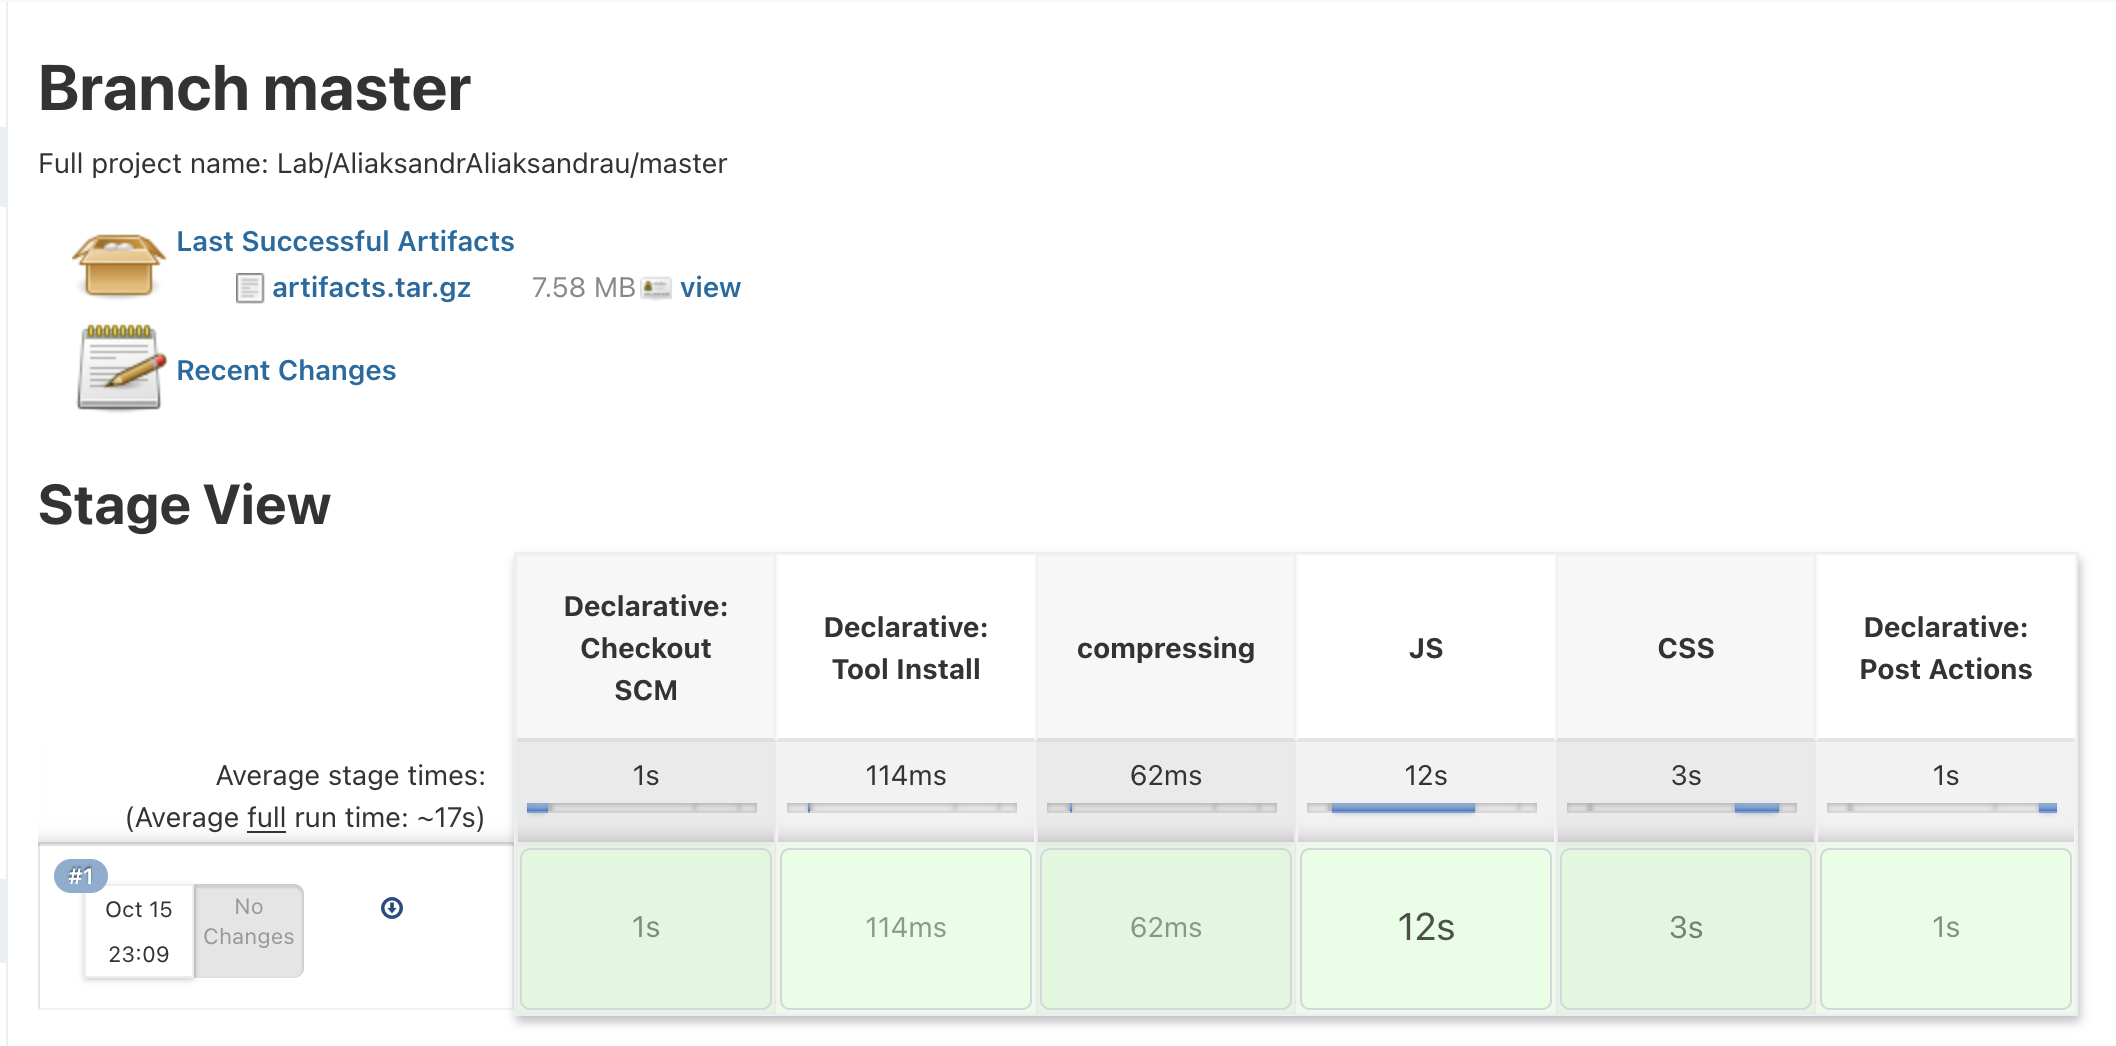 Branch master
Full project name: Lab/AliaksandrAliaksandrau/master
Last Successful Artifacts
artifacts.tar.gz 7.58 MB view
Recent Changes
Stage View
Declarative:
Checkout
SCM
Declarative:
Tool Install
compressing
JS
CSS
Declarative:
Post Actions
Average stage times:
(Average full run time: ~17s)
1s 114ms 62ms 12s 3s 1s
#1
Oct 15
23:09
No
Changes
1s 114ms 62ms 12s 3s 1s